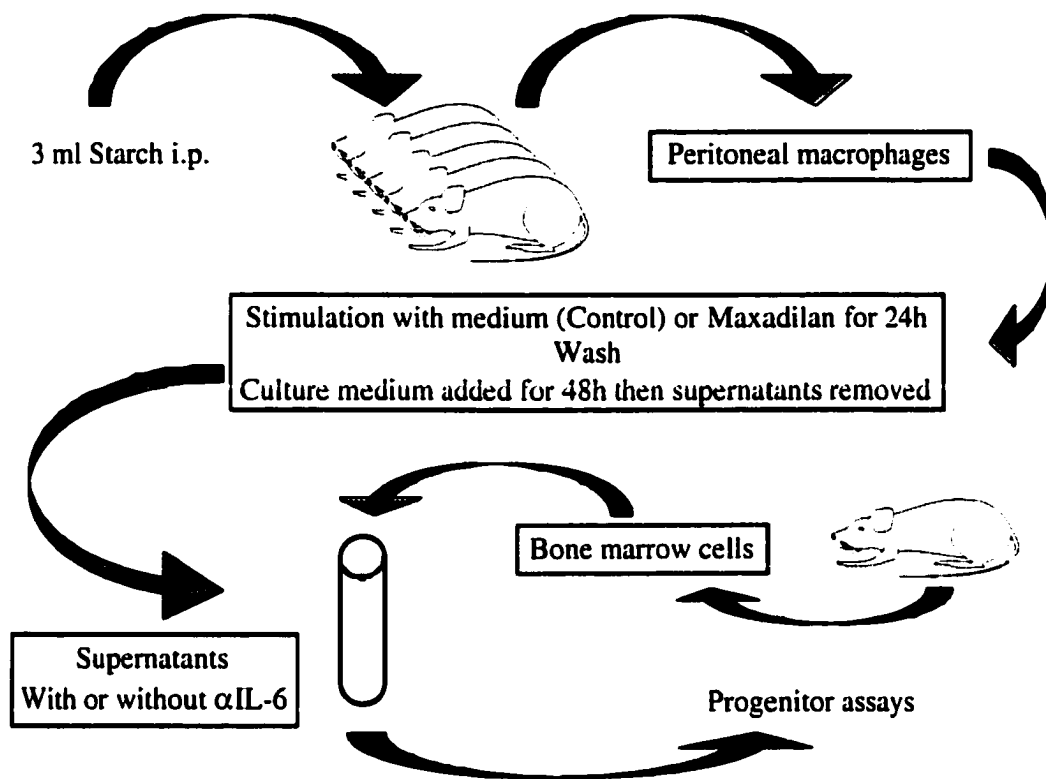 3 ml Starch i.p.
Peritoneal macrophages
Stimulation with medium (Control) or Maxadilan for 24h
Wash
Culture medium added for 48h then supernatants removed
Bone marrow cells
Supernatants
With or without αIL-6
Progenitor assays